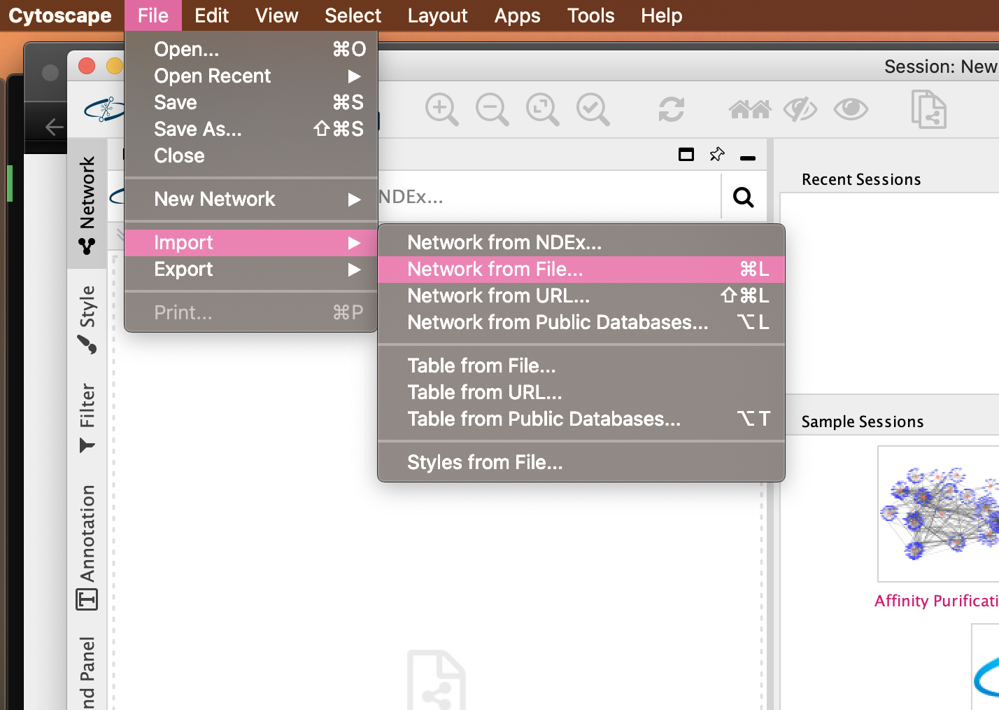 Cytoscape File Edit View Select Layout Apps Tools Help
Session: New
Open... ⌘O
Open Recent ▶
Save ⌘S
Save As... ⇧⌘S
Close
New Network ▶
Import ▶
Export ▶
Print... ⌘P
NDEx...
Network from NDEx...
Network from File... ⌘L
Network from URL... ⇧⌘L
Network from Public Databases... ⌥L
Table from File...
Table from URL...
Table from Public Databases... ⌥T
Styles from File...
Network
Style
Filter
Annotation
nd Panel
Recent Sessions
Sample Sessions
Affinity Purificati